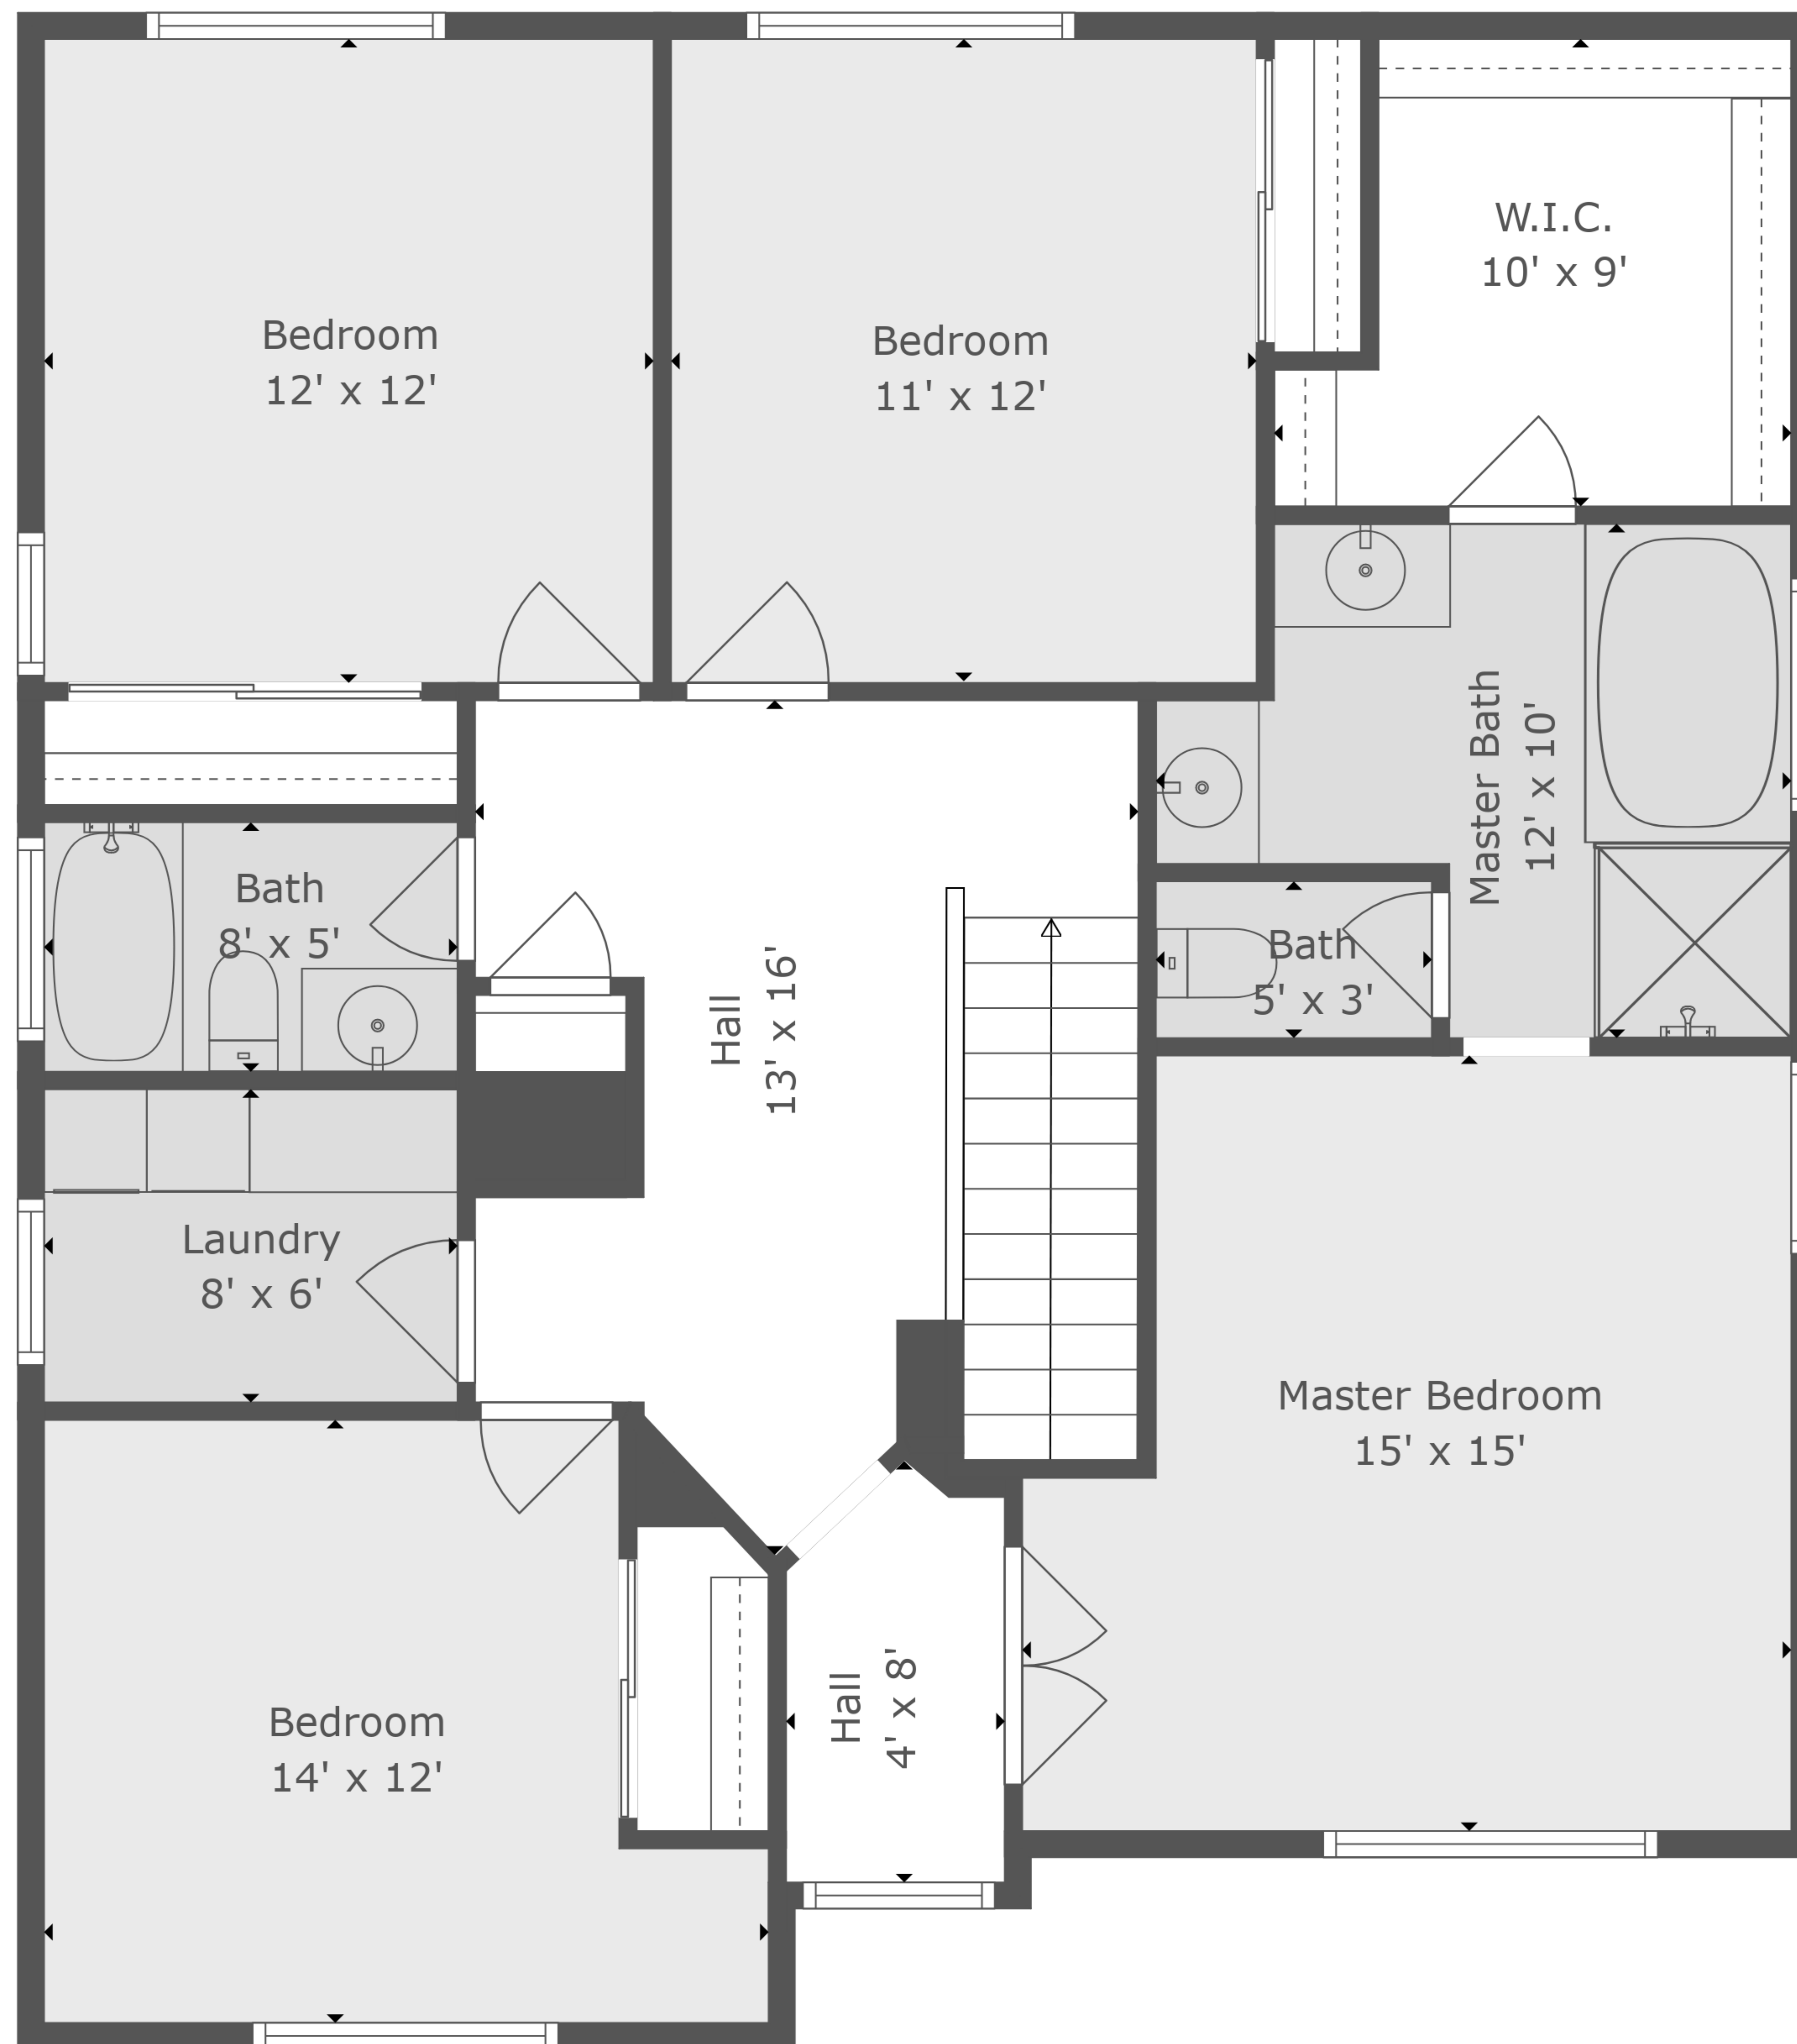 Bedroom
12' x 12'
Bedroom
11' x 12'
W.I.C.
10' x 9'
Master Bath
12' x 10'
Bath
8' x 5'
Hall
13' x 16'
Bath
5' x 3'
Laundry
8' x 6'
Master Bedroom
15' x 15'
Bedroom
14' x 12'
Hall
4' x 8'